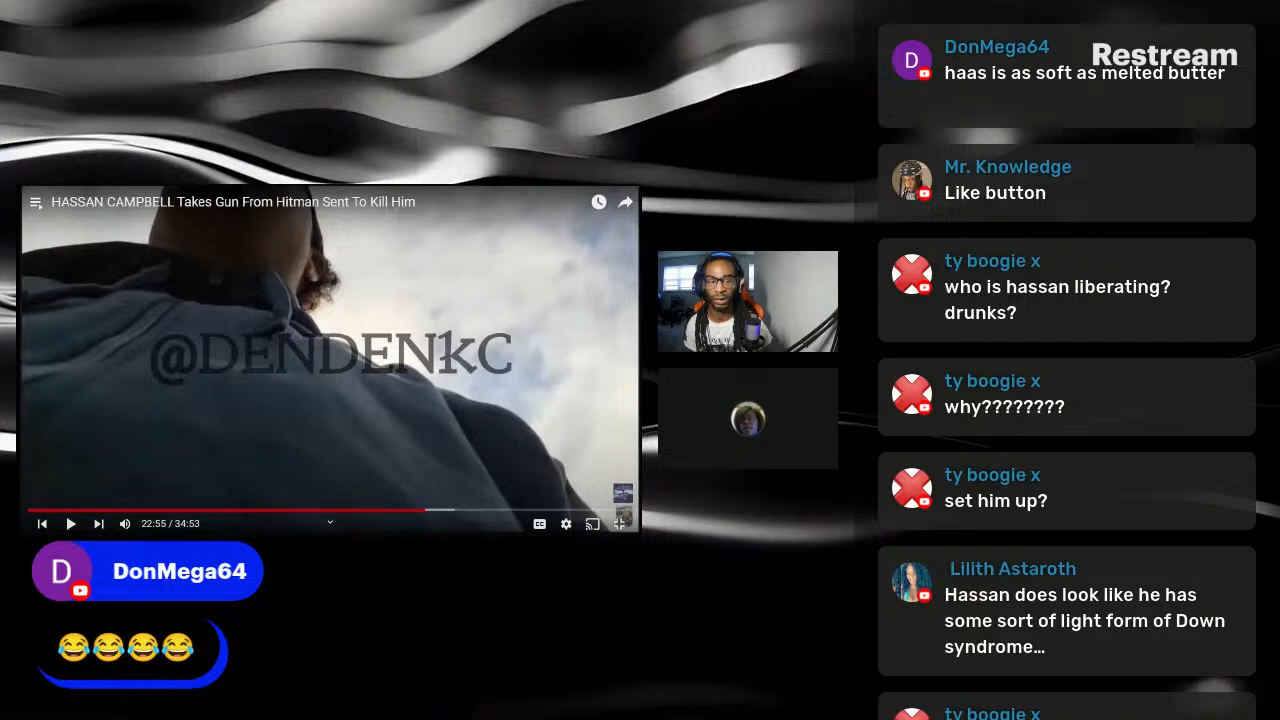 HASSAN CAMPBELL Takes Gun From Hitman Sent To Kill Him
@DENDENKC
22:55 / 34:53
CC
D
DonMega64
😂😂😂😂
Restream
D
DonMega64
haas is as soft as melted butter
Mr. Knowledge
Like button
ty boogie x
who is hassan liberating?
drunks?
ty boogie x
why????????
ty boogie x
set him up?
Lilith Astaroth
Hassan does look like he has
some sort of light form of Down
syndrome...
ty boogie x